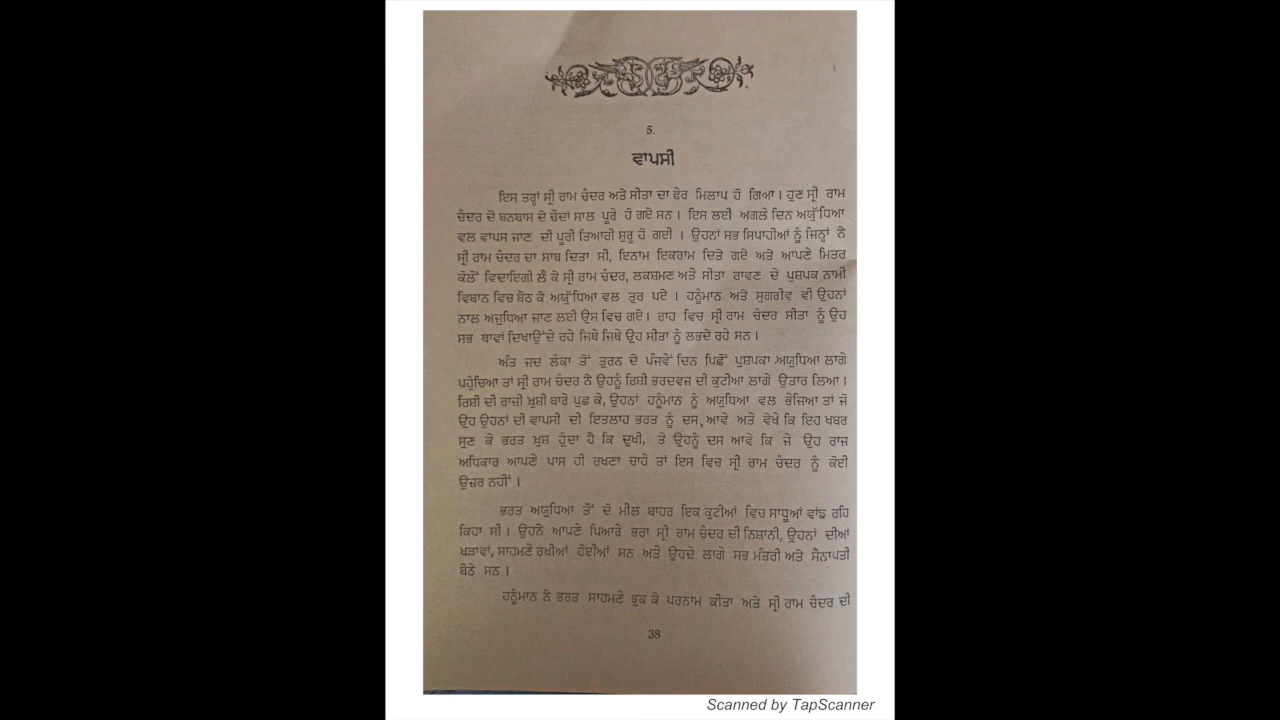 5.
ਵਾਪਸੀ
ਇਸ ਤਰ੍ਹਾਂ ਸ੍ਰੀ ਰਾਮ ਚੰਦਰ ਅਤੇ ਸੀਤਾ ਦਾ ਫੇਰ ਮਿਲਾਪ ਹੋ ਗਿਆ । ਹੁਣ ਸ੍ਰੀ ਰਾਮ
ਚੰਦਰ ਦੇ ਬਨਬਾਸ ਦੇ ਚੌਦਾਂ ਸਾਲ ਪੂਰੇ ਹੋ ਗਏ ਸਨ । ਇਸ ਲਈ ਅਗਲੇ ਦਿਨ ਅਯੁੱਧਿਆ
ਵਲ ਵਾਪਸ ਜਾਣ ਦੀ ਪੂਰੀ ਤਿਆਰੀ ਸ਼ੁਰੂ ਹੋ ਗਈ । ਉਹਨਾਂ ਸਭ ਸਿਪਾਹੀਆਂ ਨੂੰ ਜਿਨ੍ਹਾਂ ਨੇ
ਸ੍ਰੀ ਰਾਮ ਚੰਦਰ ਦਾ ਸਾਥ ਦਿਤਾ ਸੀ, ਇਨਾਮ ਇਕਰਾਮ ਦਿਤੇ ਗਏ ਅਤੇ ਆਪਣੇ ਮਿਤਰ
ਕੋਲੋਂ ਵਿਦਾਇਗੀ ਲੈ ਕੇ ਸ੍ਰੀ ਰਾਮ ਚੰਦਰ, ਲਕਸ਼ਮਣ ਅਤੇ ਸੀਤਾ ਰਾਵਣ ਦੇ ਪੁਸ਼ਪਕ ਨਾਮੀ
ਵਿਬਾਨ ਵਿਚ ਬੈਠ ਕੇ ਅਯੁੱਧਿਆ ਵਲ ਤੁਰ ਪਏ । ਹਨੂੰਮਾਨ ਅਤੇ ਸੁਗਰੀਵ ਵੀ ਉਹਨਾਂ
ਨਾਲ ਅਜੁਧਿਆ ਜਾਣ ਲਈ ਉਸ ਵਿਚ ਗਏ । ਰਾਹ ਵਿਚ ਸ੍ਰੀ ਰਾਮ ਚੰਦਰ ਸੀਤਾ ਨੂੰ ਉਹ
ਸਭ ਥਾਵਾਂ ਦਿਖਾਉਂਦੇ ਰਹੇ ਜਿਥੇ ਜਿਥੇ ਉਹ ਸੀਤਾ ਨੂੰ ਲਭਦੇ ਰਹੇ ਸਨ ।
ਅੰਤ ਜਦ ਲੰਕਾ ਤੋਂ ਤੁਰਨ ਦੇ ਪੰਜਵੇਂ ਦਿਨ ਪਿਛੋਂ ਪੁਸ਼ਪਕਾ ਅਯੁਧਿਆ ਲਾਗੇ
ਪਹੁੰਚਿਆ ਤਾਂ ਸ੍ਰੀ ਰਾਮ ਚੰਦਰ ਨੇ ਉਹਨੂੰ ਰਿਸ਼ੀ ਭਰਦਵਜ ਦੀ ਕੁਟੀਆ ਲਾਗੇ ਉਤਾਰ ਲਿਆ ।
ਰਿਸ਼ੀ ਦੀ ਰਾਜ਼ੀ ਖ਼ੁਸ਼ੀ ਬਾਰੇ ਪੁਛ ਕੇ, ਉਹਨਾਂ ਹਨੂੰਮਾਨ ਨੂੰ ਅਯੁਧਿਆ ਵਲ ਭੇਜਿਆ ਤਾਂ ਜੋ
ਉਹ ਉਹਨਾਂ ਦੀ ਵਾਪਸੀ ਦੀ ਇਤਲਾਹ ਭਰਤ ਨੂੰ ਦਸ, ਆਵੇ ਅਤੇ ਵੇਖੇ ਕਿ ਇਹ ਖਬਰ
ਸੁਣ ਕੇ ਭਰਤ ਖ਼ੁਸ਼ ਹੁੰਦਾ ਹੈ ਕਿ ਦੁਖੀ, ਤੇ ਉਹਨੂੰ ਦਸ ਆਵੇ ਕਿ ਜੇ ਉਹ ਰਾਜ
ਅਧਿਕਾਰ ਆਪਣੇ ਪਾਸ ਹੀ ਰਖਣਾ ਚਾਹੇ ਤਾਂ ਇਸ ਵਿਚ ਸ੍ਰੀ ਰਾਮ ਚੰਦਰ ਨੂੰ ਕੋਈ
ਉਜ਼ਰ ਨਹੀਂ ।
ਭਰਤ ਅਯੁਧਿਆ ਤੋਂ ਦੋ ਮੀਲ ਬਾਹਰ ਇਕ ਕੁਟੀਆਂ ਵਿਚ ਸਾਧੂਆਂ ਵਾਂਙ ਰਹਿ
ਕਿਹਾ ਸੀ । ਉਹਨੇ ਆਪਣੇ ਪਿਆਰੇ ਭਰਾ ਸ੍ਰੀ ਰਾਮ ਚੰਦਰ ਦੀ ਨਿਸ਼ਾਨੀ, ਉਹਨਾਂ ਦੀਆਂ
ਖੜਾਵਾਂ, ਸਾਹਮਣੇ ਰਖੀਆਂ ਹੋਈਆਂ ਸਨ ਅਤੇ ਉਹਦੇ ਲਾਗੇ ਸਭ ਮੰਤਰੀ ਅਤੇ ਸੈਨਾਪਤੀ
ਬੈਠੇ ਸਨ ।
ਹਨੂੰਮਾਨ ਨੇ ਭਰਤ ਸਾਹਮਣੇ ਝੁਕ ਕੇ ਪਰਨਾਮ ਕੀਤਾ ਅਤੇ ਸ੍ਰੀ ਰਾਮ ਚੰਦਰ ਦੀ
38
Scanned by TapScanner